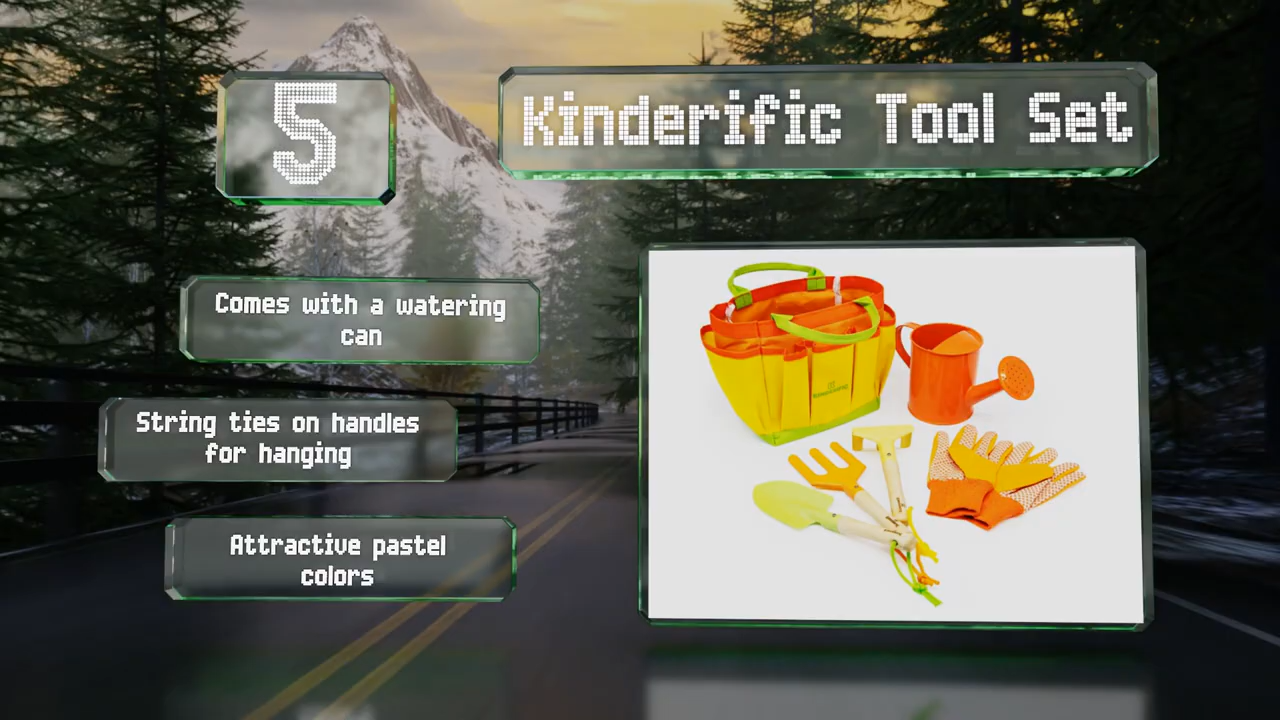 5
Kinderific Tool Set
Comes with a watering
can
String ties on handles
for hanging
Attractive pastel
colors